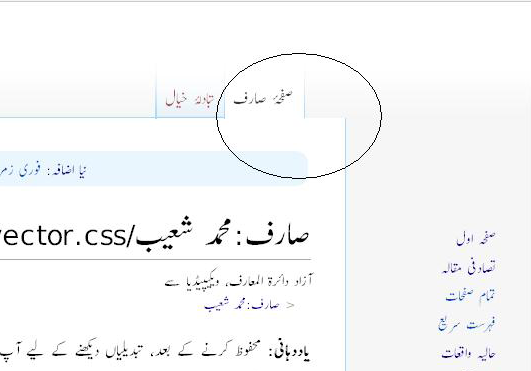 صفحۂ صارف تبادلۂ خیال
نیا اضافہ: فوری زمر
صارف:محمد شعیب/vector.css
آزاد دائرۃ المعارف، ویکیپیڈیا سے
< صارف:محمد شعیب
یاددہانی: محفوظ کرنے کے بعد، تبدیلیاں دیکھنے کے لیے آپ
صفحہ اول
تصادفی مقالہ
تمام صفحات
فہرست سریع
حالیہ واقعات